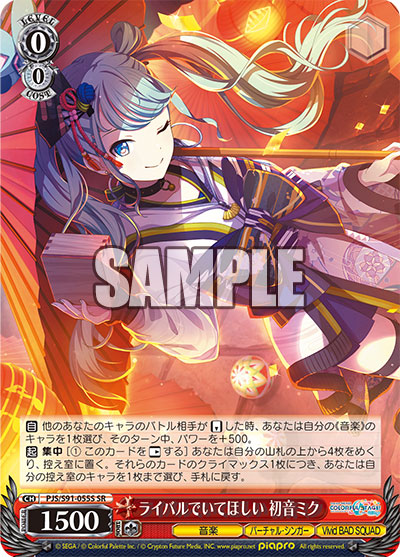 LEVEL
0
0
COST
SAMPLE
自 他のあなたのキャラのバトル相手が した時、あなたは自分の《音楽》の
キャラを1枚選び、そのターン中、パワーを+500。
起 集中 [① このカードを する] あなたは自分の山札の上から4枚をめく
り、控え室に置く。それらのカードのクライマックス1枚につき、あなたは自
分の控え室のキャラを1枚まで選び、手札に戻す。
CH PJS/S91-055S SR
ライバルでいてほしい 初音ミク
COLORFUL STAGE!
POWER
1500
SOUL
音楽
バーチャル・シンガー
Vivid BAD SQUAD
© SEGA / © Colorful Palette Inc. / © Crypton Future Media, INC. www.piapro.net piapro All rights reserved.